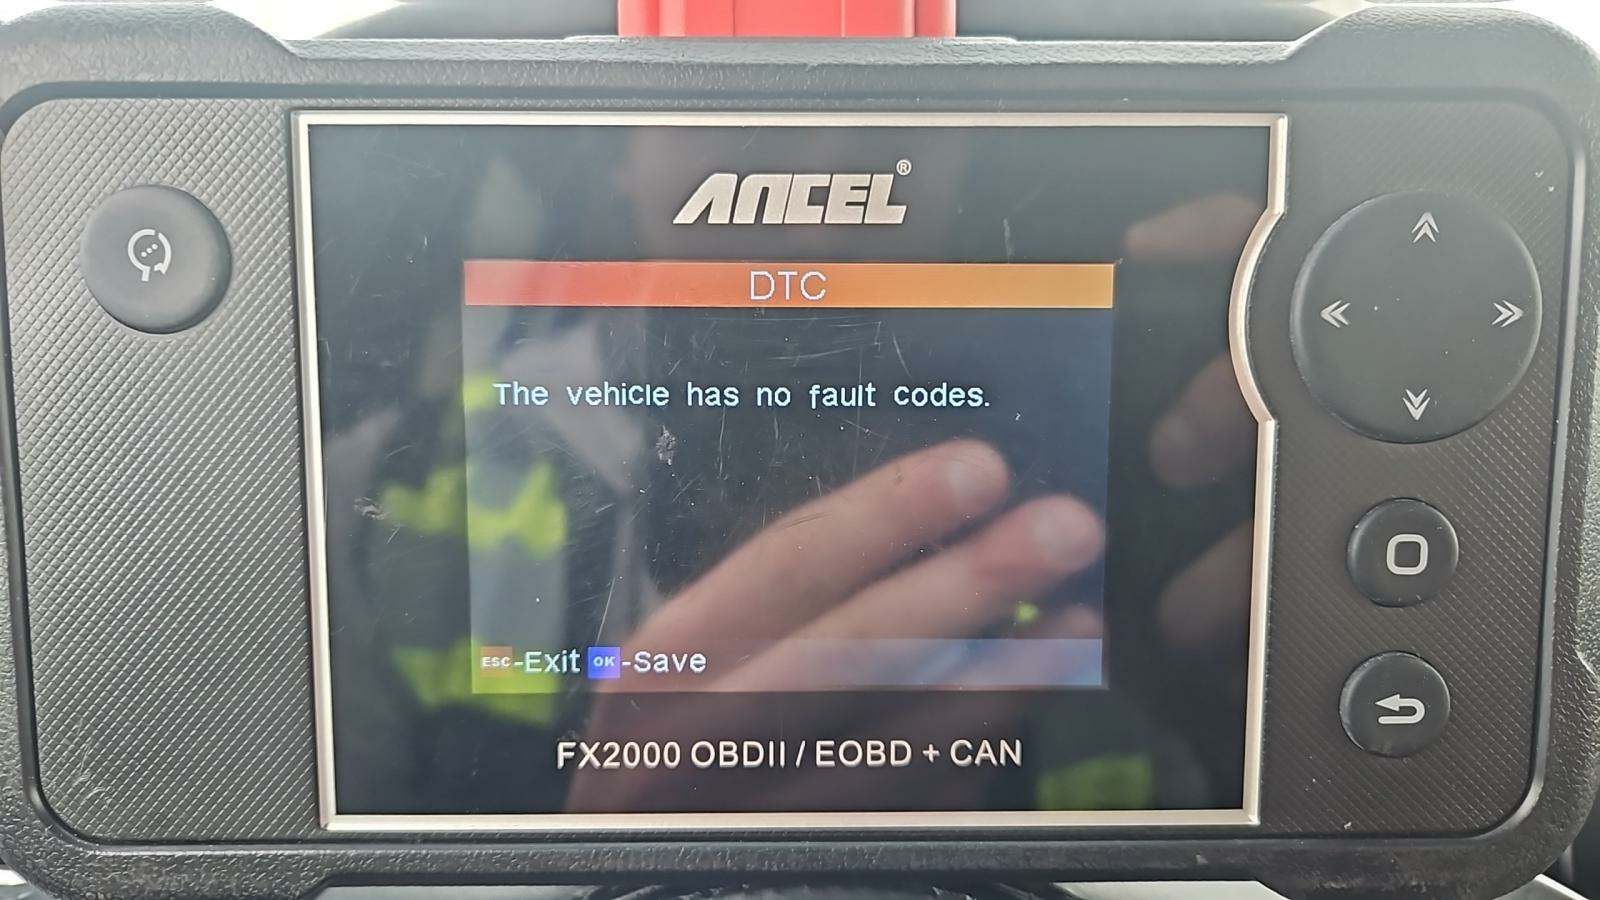 ANCEL®
DTC
The vehicle has no fault codes.
ESC-Exit OK-Save
FX2000 OBDII / EOBD + CAN